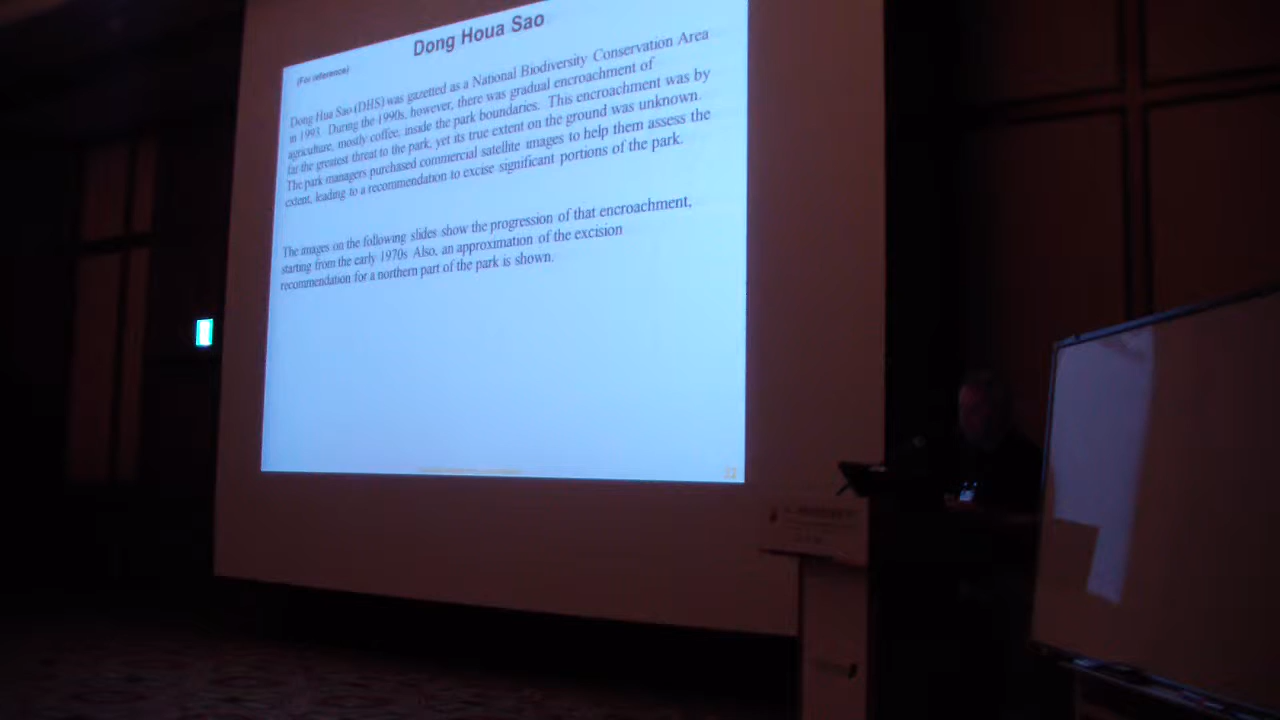 Dong Houa Sao
(For reference)
Dong Hua Sao (DHS) was gazetted as a National Biodiversity Conservation Area
in 1993. During the 1990s, however, there was gradual encroachment of
agriculture, mostly coffee, inside the park boundaries. This encroachment was by
far the greatest threat to the park, yet its true extent on the ground was unknown.
The park managers purchased commercial satellite images to help them assess the
extent, leading to a recommendation to excise significant portions of the park.
The images on the following slides show the progression of that encroachment,
starting from the early 1970s Also, an approximation of the excision
recommendation for a northern part of the park is shown.